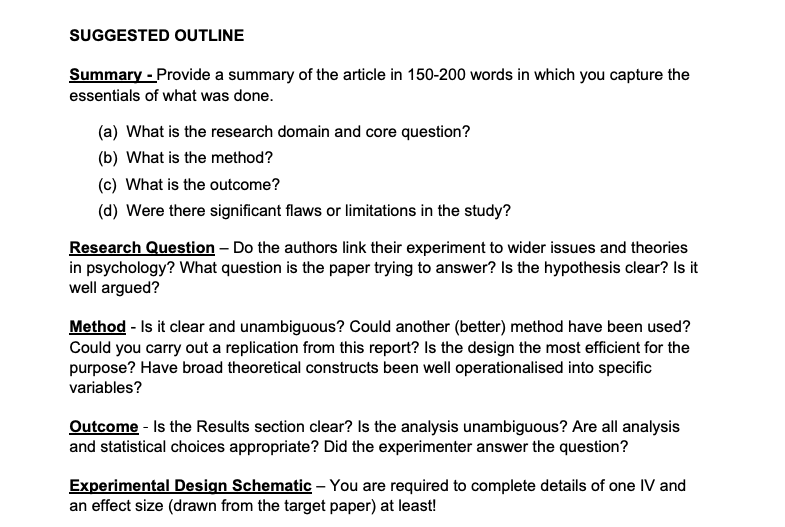 SUGGESTED OUTLINE
Summary - Provide a summary of the article in 150-200 words in which you capture the
essentials of what was done.
(a) What is the research domain and core question?
(b) What is the method?
(c) What is the outcome?
(d) Were there significant flaws or limitations in the study?
Research Question – Do the authors link their experiment to wider issues and theories
in psychology? What question is the paper trying to answer? Is the hypothesis clear? Is it
well argued?
Method - Is it clear and unambiguous? Could another (better) method have been used?
Could you carry out a replication from this report? Is the design the most efficient for the
purpose? Have broad theoretical constructs been well operationalised into specific
variables?
Outcome - Is the Results section clear? Is the analysis unambiguous? Are all analysis
and statistical choices appropriate? Did the experimenter answer the question?
Experimental Design Schematic – You are required to complete details of one IV and
an effect size (drawn from the target paper) at least!